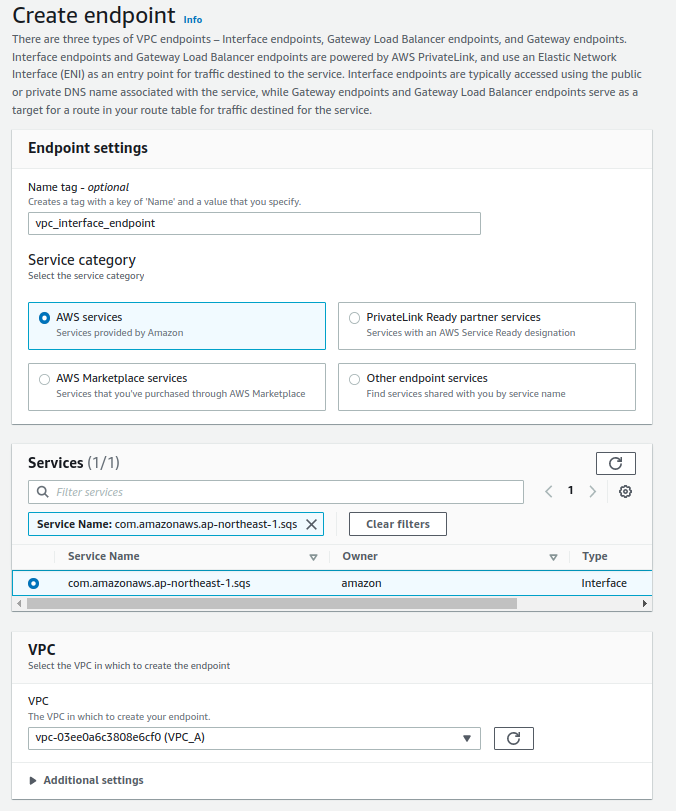 Create endpoint Info
There are three types of VPC endpoints – Interface endpoints, Gateway Load Balancer endpoints, and Gateway endpoints.
Interface endpoints and Gateway Load Balancer endpoints are powered by AWS PrivateLink, and use an Elastic Network
Interface (ENI) as an entry point for traffic destined to the service. Interface endpoints are typically accessed using the public
or private DNS name associated with the service, while Gateway endpoints and Gateway Load Balancer endpoints serve as a
target for a route in your route table for traffic destined for the service.
Endpoint settings
Name tag - optional
Creates a tag with a key of 'Name' and a value that you specify.
vpc_interface_endpoint
Service category
Select the service category
AWS services
Services provided by Amazon
PrivateLink Ready partner services
Services with an AWS Service Ready designation
AWS Marketplace services
Services that you've purchased through AWS Marketplace
Other endpoint services
Find services shared with you by service name
Services (1/1)
Filter services
1
Service Name: com.amazonaws.ap-northeast-1.sqs
Clear filters
Service Name Owner Type
com.amazonaws.ap-northeast-1.sqs amazon Interface
VPC
Select the VPC in which to create the endpoint
VPC
The VPC in which to create your endpoint.
vpc-03ee0a6c3808e6cf0 (VPC_A)
Additional settings